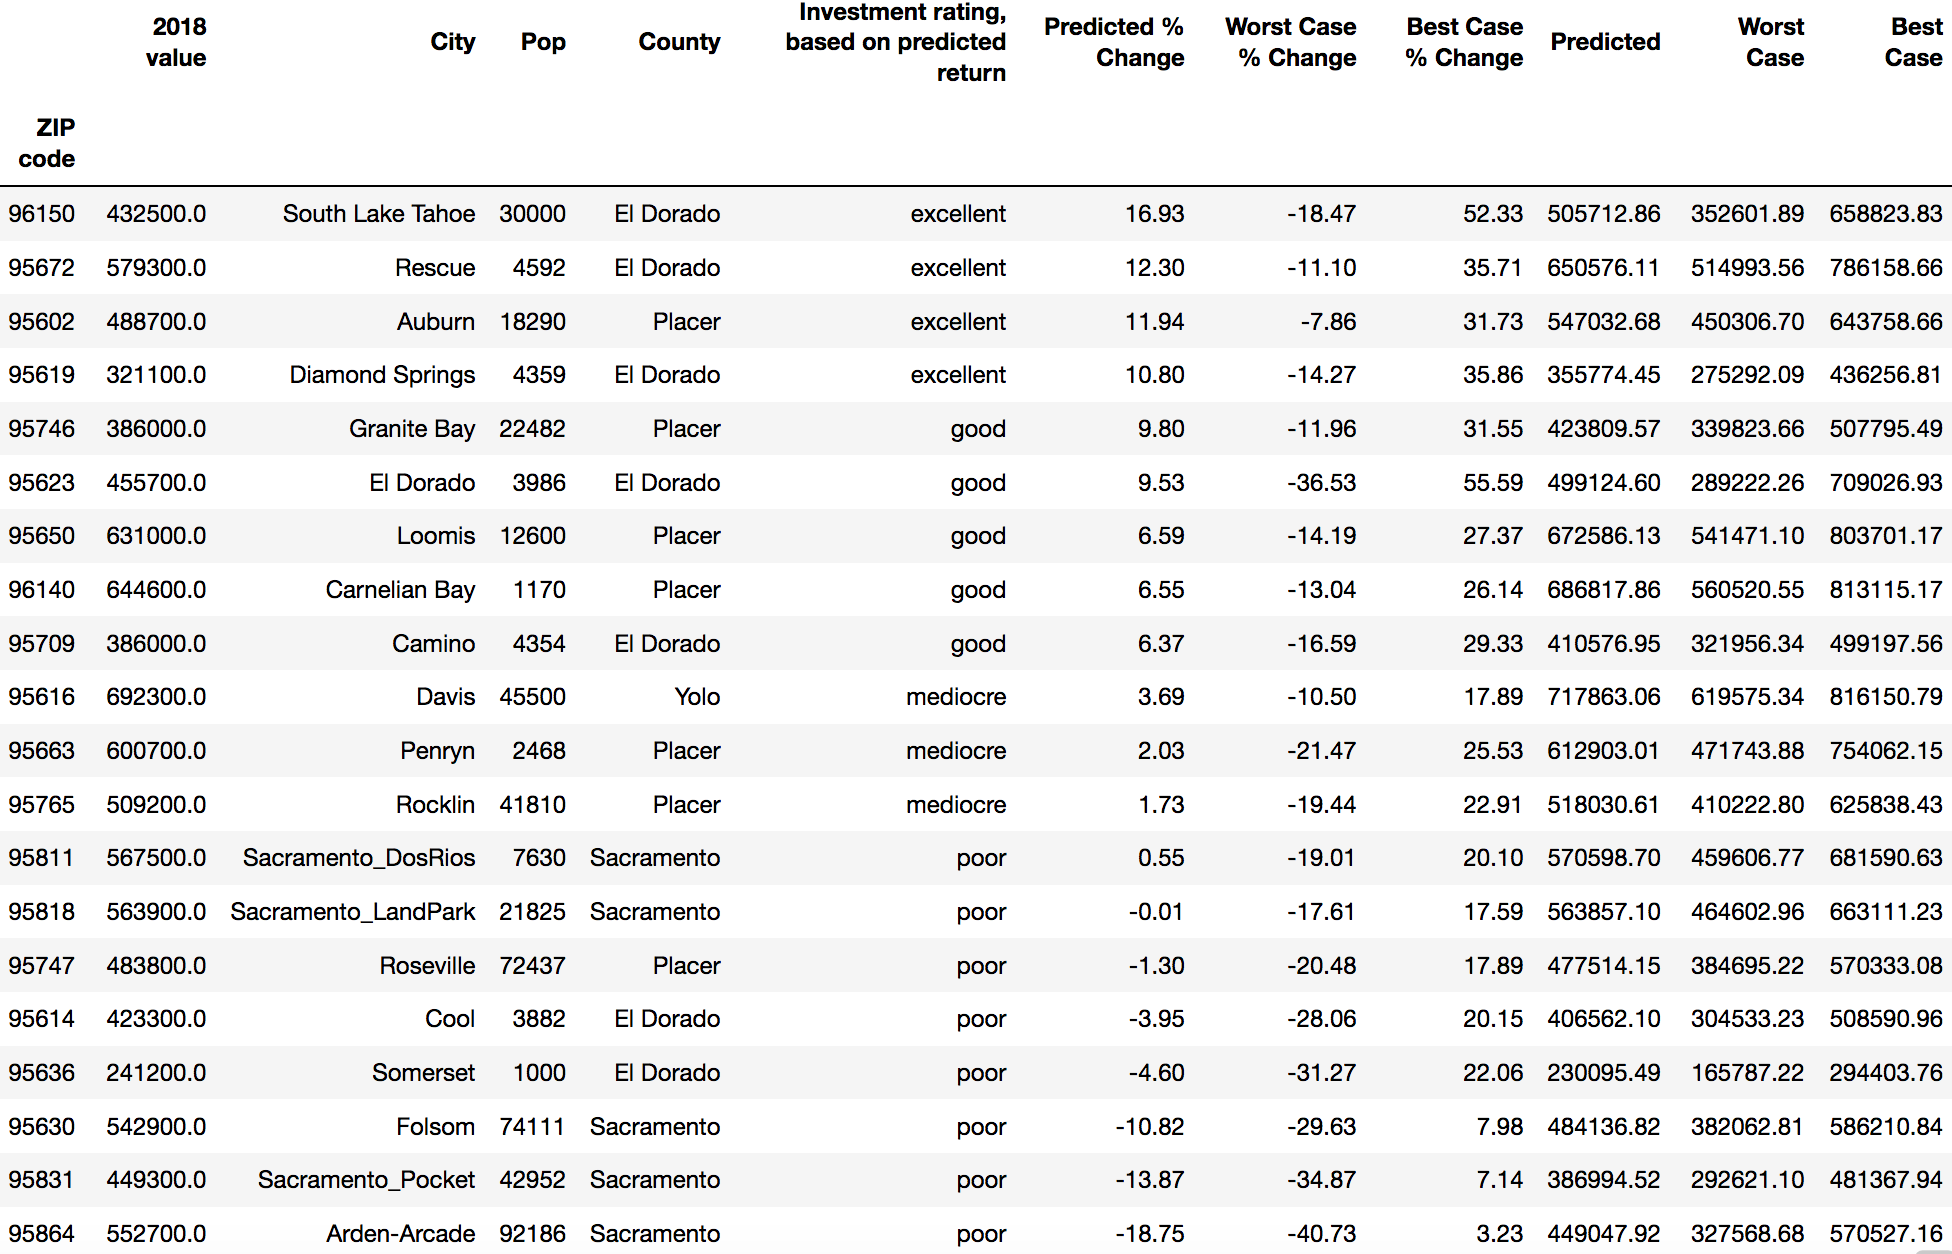 2018 value City Pop County Investment rating, based on predicted return Predicted % Change Worst Case % Change Best Case % Change Predicted Worst Case Best Case
ZIP code
96150 432500.0 South Lake Tahoe 30000 El Dorado excellent 16.93 -18.47 52.33 505712.86 352601.89 658823.83
95672 579300.0 Rescue 4592 El Dorado excellent 12.30 -11.10 35.71 650576.11 514993.56 786158.66
95602 488700.0 Auburn 18290 Placer excellent 11.94 -7.86 31.73 547032.68 450306.70 643758.66
95619 321100.0 Diamond Springs 4359 El Dorado excellent 10.80 -14.27 35.86 355774.45 275292.09 436256.81
95746 386000.0 Granite Bay 22482 Placer good 9.80 -11.96 31.55 423809.57 339823.66 507795.49
95623 455700.0 El Dorado 3986 El Dorado good 9.53 -36.53 55.59 499124.60 289222.26 709026.93
95650 631000.0 Loomis 12600 Placer good 6.59 -14.19 27.37 672586.13 541471.10 803701.17
96140 644600.0 Carnelian Bay 1170 Placer good 6.55 -13.04 26.14 686817.86 560520.55 813115.17
95709 386000.0 Camino 4354 El Dorado good 6.37 -16.59 29.33 410576.95 321956.34 499197.56
95616 692300.0 Davis 45500 Yolo mediocre 3.69 -10.50 17.89 717863.06 619575.34 816150.79
95663 600700.0 Penryn 2468 Placer mediocre 2.03 -21.47 25.53 612903.01 471743.88 754062.15
95765 509200.0 Rocklin 41810 Placer mediocre 1.73 -19.44 22.91 518030.61 410222.80 625838.43
95811 567500.0 Sacramento_DosRios 7630 Sacramento poor 0.55 -19.01 20.10 570598.70 459606.77 681590.63
95818 563900.0 Sacramento_LandPark 21825 Sacramento poor -0.01 -17.61 17.59 563857.10 464602.96 663111.23
95747 483800.0 Roseville 72437 Placer poor -1.30 -20.48 17.89 477514.15 384695.22 570333.08
95614 423300.0 Cool 3882 El Dorado poor -3.95 -28.06 20.15 406562.10 304533.23 508590.96
95636 241200.0 Somerset 1000 El Dorado poor -4.60 -31.27 22.06 230095.49 165787.22 294403.76
95630 542900.0 Folsom 74111 Sacramento poor -10.82 -29.63 7.98 484136.82 382062.81 586210.84
95831 449300.0 Sacramento_Pocket 42952 Sacramento poor -13.87 -34.87 7.14 386994.52 292621.10 481367.94
95864 552700.0 Arden-Arcade 92186 Sacramento poor -18.75 -40.73 3.23 449047.92 327568.68 570527.16